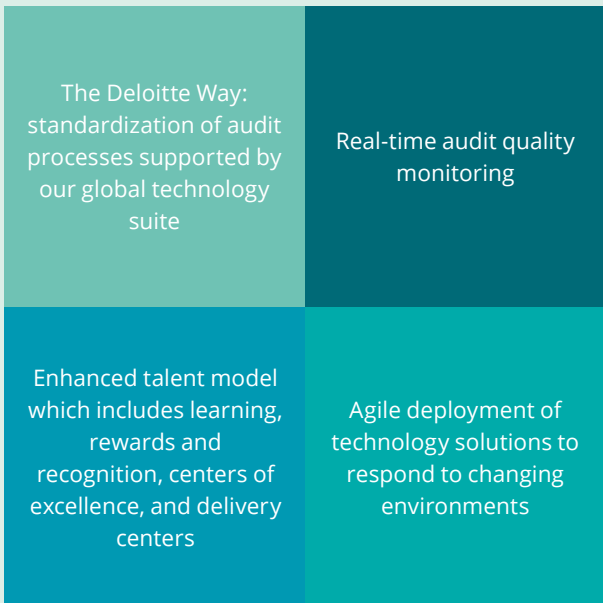 The Deloitte Way:
standardization of audit
processes supported by
our global technology
suite
Real-time audit quality
monitoring
Enhanced talent model
which includes learning,
rewards and
recognition, centers of
excellence, and delivery
centers
Agile deployment of
technology solutions to
respond to changing
environments